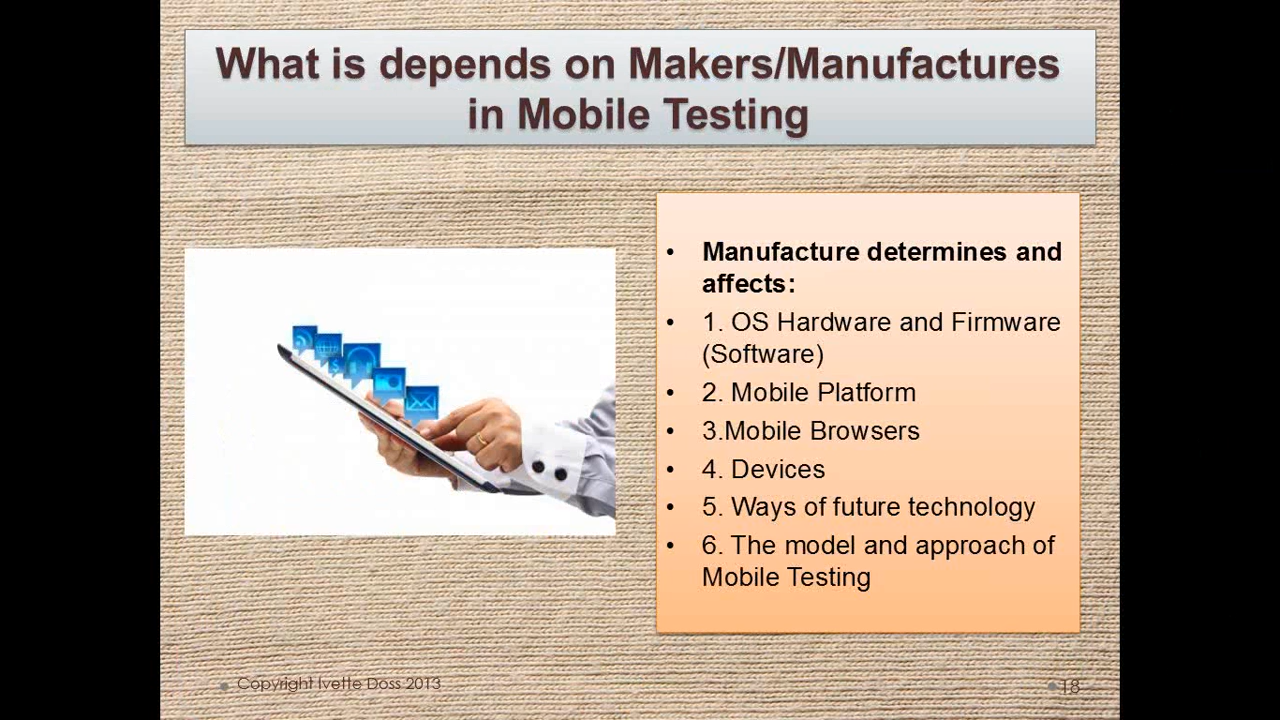 What is depends on Makers/Manufactures
in Mobile Testing
• Manufacture determines and
affects:
• 1. OS Hardware and Firmware
(Software)
• 2. Mobile Platform
• 3.Mobile Browsers
• 4. Devices
• 5. Ways of future technology
• 6. The model and approach of
Mobile Testing
Copyright Ivette Doss 2013
18